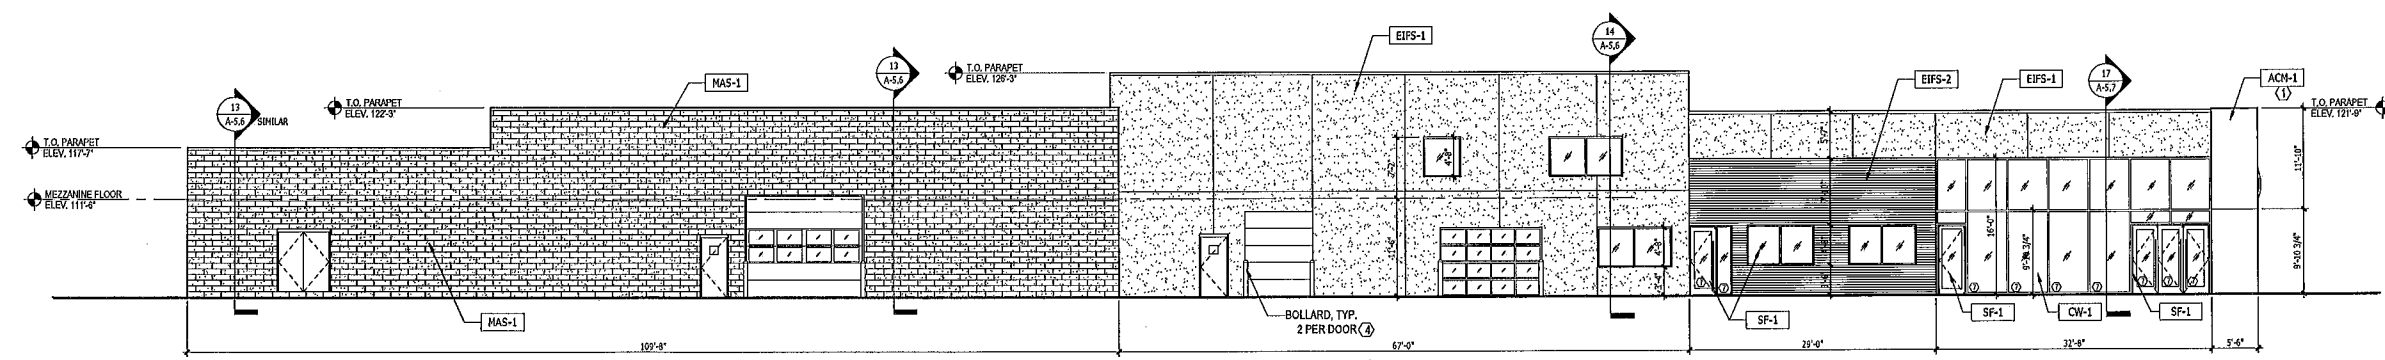 T.O. PARAPET
ELEV. 117'-7"
MEZZANINE FLOOR
ELEV. 111'-6"
13
A-5.6
SIMILAR
T.O. PARAPET
ELEV. 122'-3"
MAS-1
13
A-5.6
T.O. PARAPET
ELEV. 126'-3"
EIFS-1
14
A-5.6
EIFS-2
EIFS-1
17
A-5.7
ACM-1
1
T.O. PARAPET
ELEV. 121'-9"
11'-10"
9'-10 3/4"
4'-8"
4'-8"
16'-0"
MAS-1
BOLLARD, TYP.
2 PER DOOR 4
SF-1
SF-1
CW-1
SF-1
109'-8"
67'-0"
29'-0"
32'-8"
5'-6"